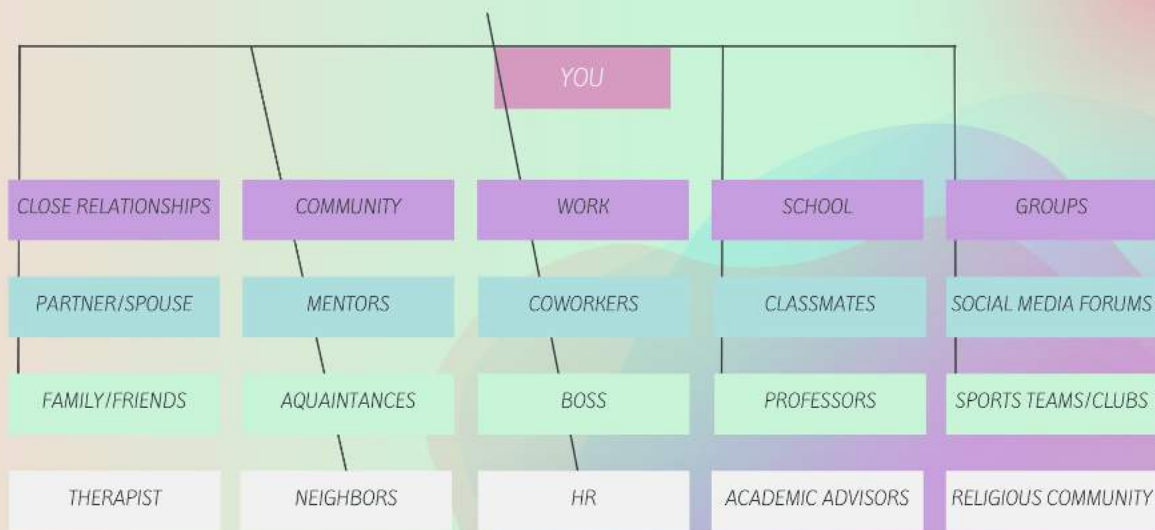 YOU
CLOSE RELATIONSHIPS
COMMUNITY
WORK
SCHOOL
GROUPS
PARTNER/SPOUSE
MENTORS
COWORKERS
CLASSMATES
SOCIAL MEDIA FORUMS
FAMILY/FRIENDS
AQUAINTANCES
BOSS
PROFESSORS
SPORTS TEAMS/CLUBS
THERAPIST
NEIGHBORS
HR
ACADEMIC ADVISORS
RELIGIOUS COMMUNITY